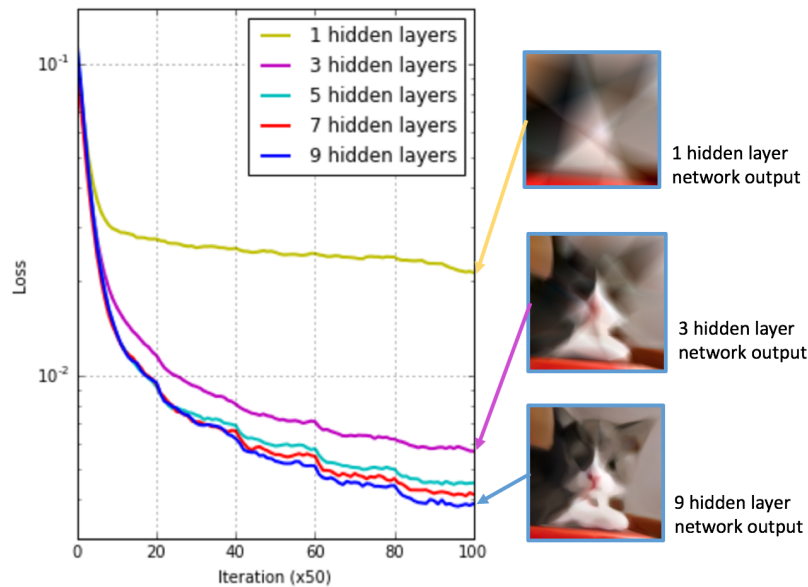 1 hidden layers
3 hidden layers
5 hidden layers
7 hidden layers
9 hidden layers
10^-1
10^-2
Loss
0
20
40
60
80
100
Iteration (x50)
1 hidden layer
network output
3 hidden layer
network output
9 hidden layer
network output